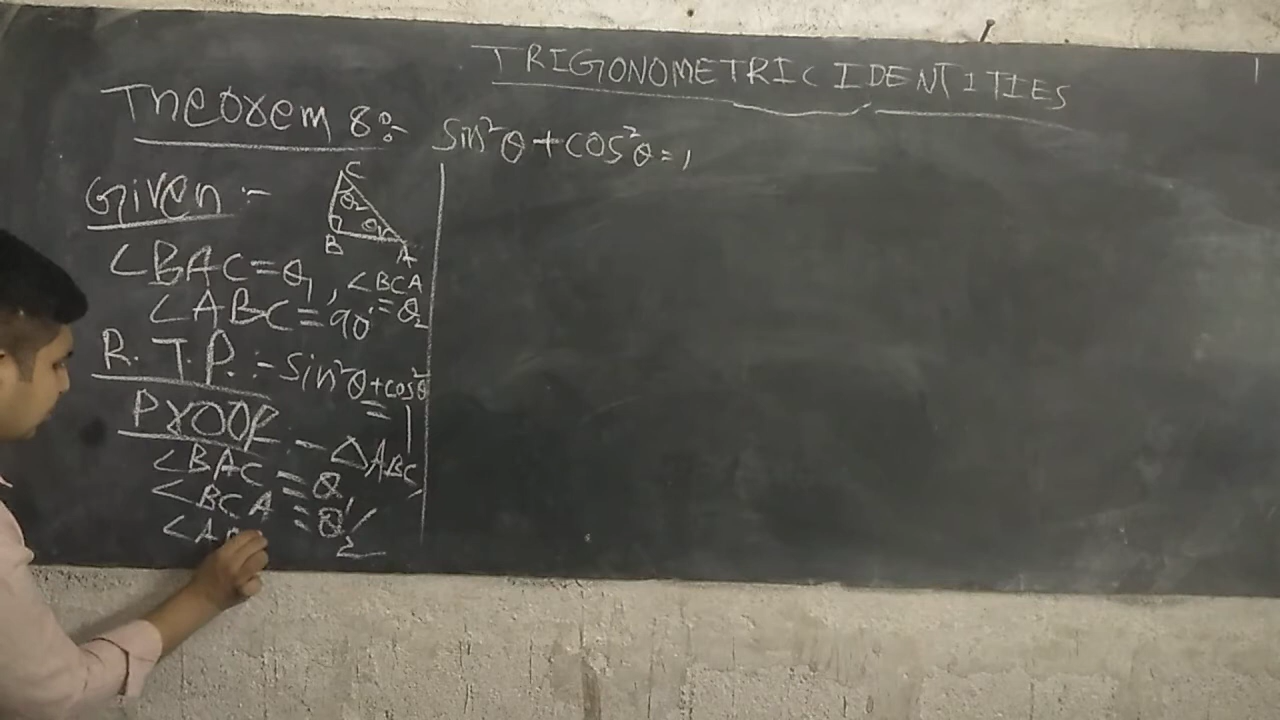 TRIGONOMETRIC IDENTITIES
Theorem 8:- sin²θ + cos²θ = 1
Given :-
C
θ₂
θ₁
B
A
∠BAC = θ₁, ∠BCA = θ₂
∠ABC = 90°
R.T.P. :- sin²θ + cos²θ = 1
Proof - △ABC,
∠BAC = θ₁
∠BCA = θ₂
∠AB